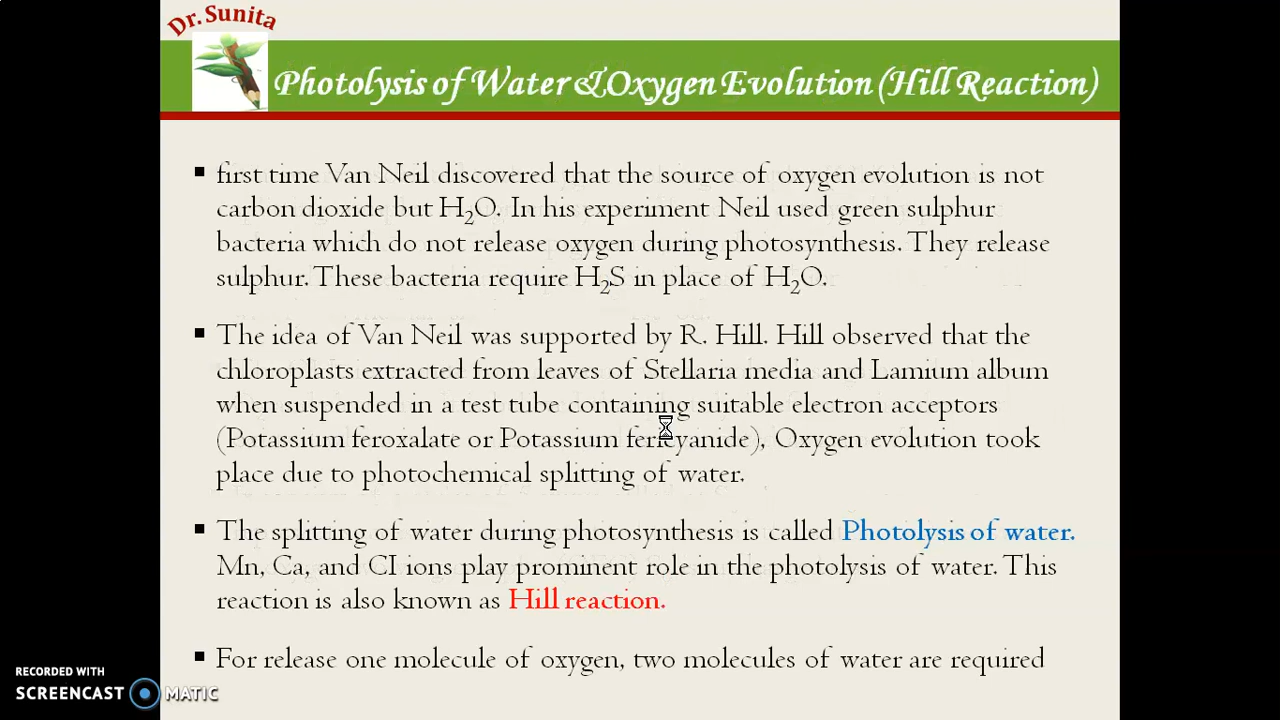 Dr. Sunita
Photolysis of Water & Oxygen Evolution (Hill Reaction)
▪ first time Van Neil discovered that the source of oxygen evolution is not
carbon dioxide but H₂O. In his experiment Neil used green sulphur
bacteria which do not release oxygen during photosynthesis. They release
sulphur. These bacteria require H₂S in place of H₂O.
▪ The idea of Van Neil was supported by R. Hill. Hill observed that the
chloroplasts extracted from leaves of Stellaria media and Lamium album
when suspended in a test tube containing suitable electron acceptors
(Potassium feroxalate or Potassium fericyanide), Oxygen evolution took
place due to photochemical splitting of water.
▪ The splitting of water during photosynthesis is called Photolysis of water.
Mn, Ca, and CI ions play prominent role in the photolysis of water. This
reaction is also known as Hill reaction.
▪ For release one molecule of oxygen, two molecules of water are required
RECORDED WITH
SCREENCAST MATIC